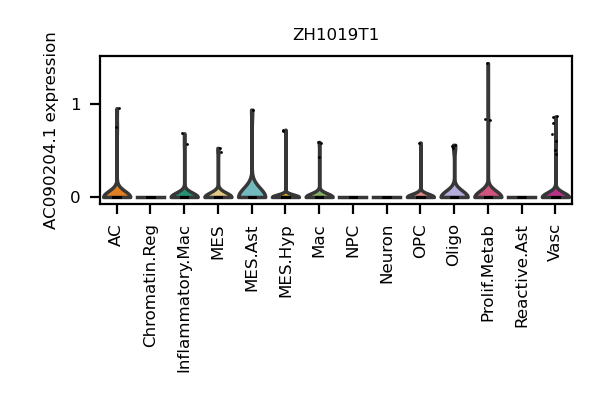 ZH1019T1
AC090204.1 expression
1
0
AC
Chromatin.Reg
Inflammatory.Mac
MES
MES.Ast
MES.Hyp
Mac
NPC
Neuron
OPC
Oligo
Prolif.Metab
Reactive.Ast
Vasc